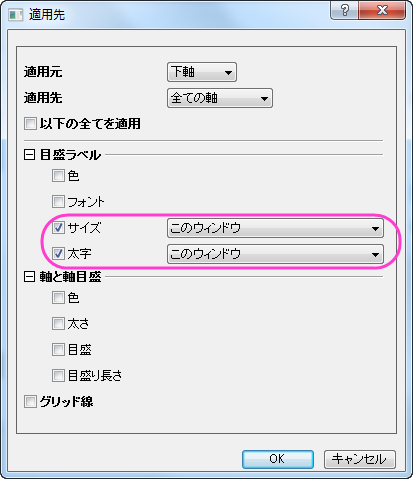 適用先
適用元 下軸
適用先 全ての軸
以下の全てを適用
目盛ラベル
色
フォント
サイズ このウィンドウ
太字 このウィンドウ
軸と軸目盛
色
太さ
目盛
目盛り長さ
グリッド線
OK キャンセル